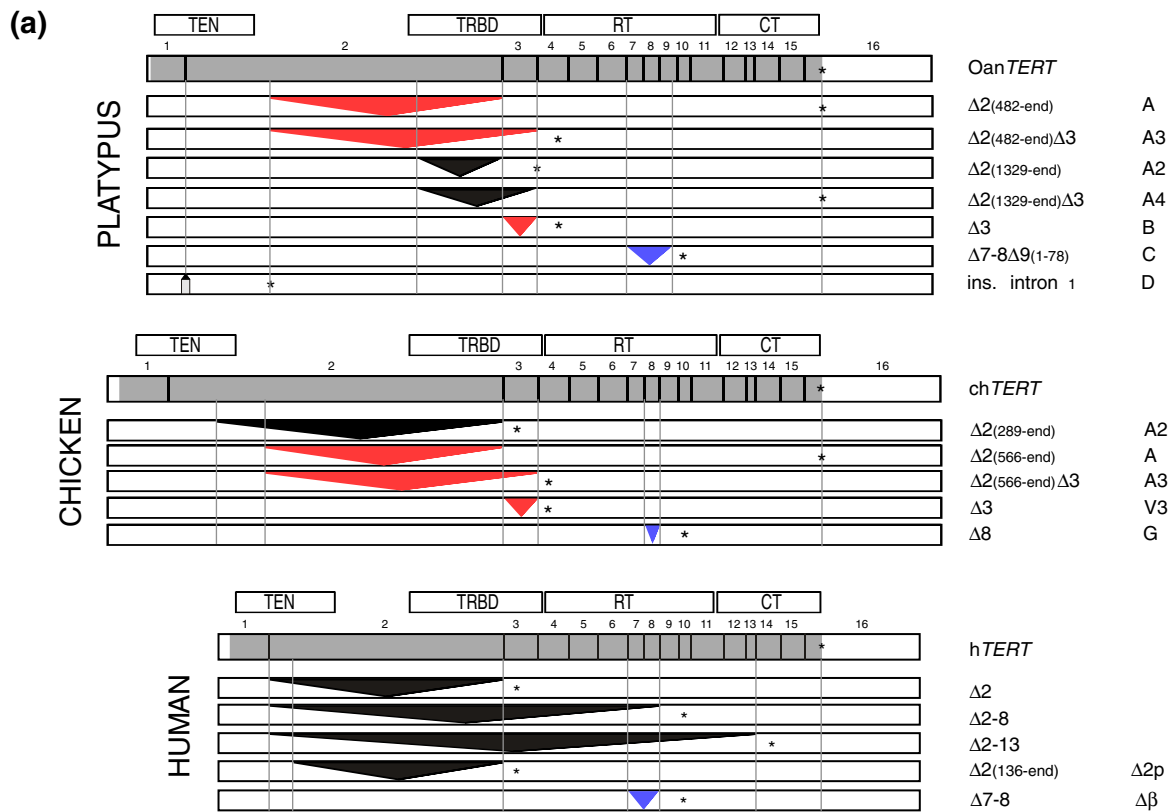 (a)
PLATYPUS
TEN TRBD RT CT
1 2 3 4 5 6 7 8 9 10 11 12 13 14 15 16
* OanTERT
* Δ2(482-end) A
* Δ2(482-end)Δ3 A3
* Δ2(1329-end) A2
* Δ2(1329-end)Δ3 A4
* Δ3 B
* Δ7-8Δ9(1-78) C
* ins. intron 1 D
CHICKEN
TEN TRBD RT CT
1 2 3 4 5 6 7 8 9 10 11 12 13 14 15 16
* chTERT
* Δ2(289-end) A2
* Δ2(566-end) A
* Δ2(566-end)Δ3 A3
* Δ3 V3
* Δ8 G
HUMAN
TEN TRBD RT CT
1 2 3 4 5 6 7 8 9 10 11 12 13 14 15 16
* hTERT
* Δ2
* Δ2-8
* Δ2-13
* Δ2(136-end) Δ2p
* Δ7-8 Δβ